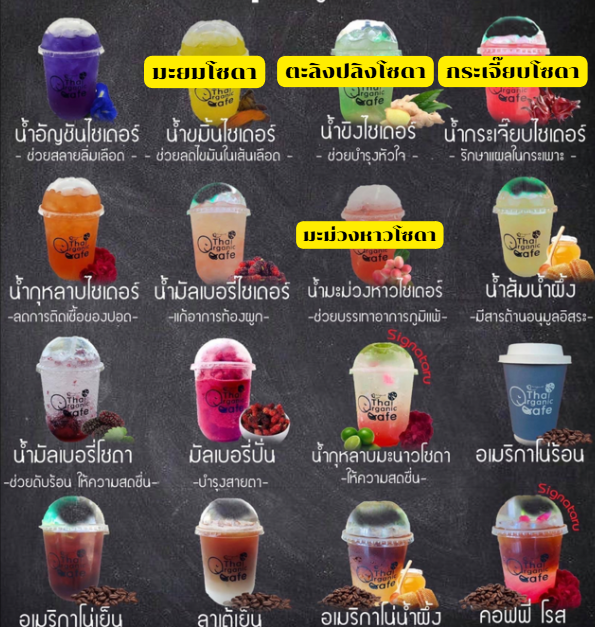 มะยมโซดา
ตะลิงปลิงโซดา
กระเจี๊ยบโซดา
น้ำอัญชันไซเดอร์
- ช่วยสลายลิ่มเลือด -
น้ำขมิ้นไซเดอร์
- ช่วยลดไขมันในเส้นเลือด -
น้ำขิงไซเดอร์
- ช่วยบำรุงหัวใจ -
น้ำกระเจี๊ยบไซเดอร์
- รักษาแผลในกระเพาะ -
Thai Organic Cafe
มะม่วงหาวโซดา
น้ำกุหลาบไซเดอร์
-ลดการติดเชื้อของปอด-
น้ำมัลเบอรี่ไซเดอร์
-แก้อาการท้องผูก-
น้ำมะม่วงหาวไซเดอร์
-ช่วยบรรเทาอาการภูมิแพ้-
น้ำส้มน้ำผึ้ง
-มีสารต้านอนุมูลอิสระ-
Signataru
น้ำมัลเบอรี่โซดา
-ช่วยดับร้อน ให้ความสดชื่น-
มัลเบอรี่ปั่น
-บำรุงสายตา-
น้ำกุหลาบมะนาวโซดา
-ให้ความสดชื่น-
อเมริกาโน่ร้อน
Signataru
อเมริกาโน่เย็น
ลาเต้เย็น
อเมริกาโน่น้ำผึ้ง
คอฟฟี่ โรส